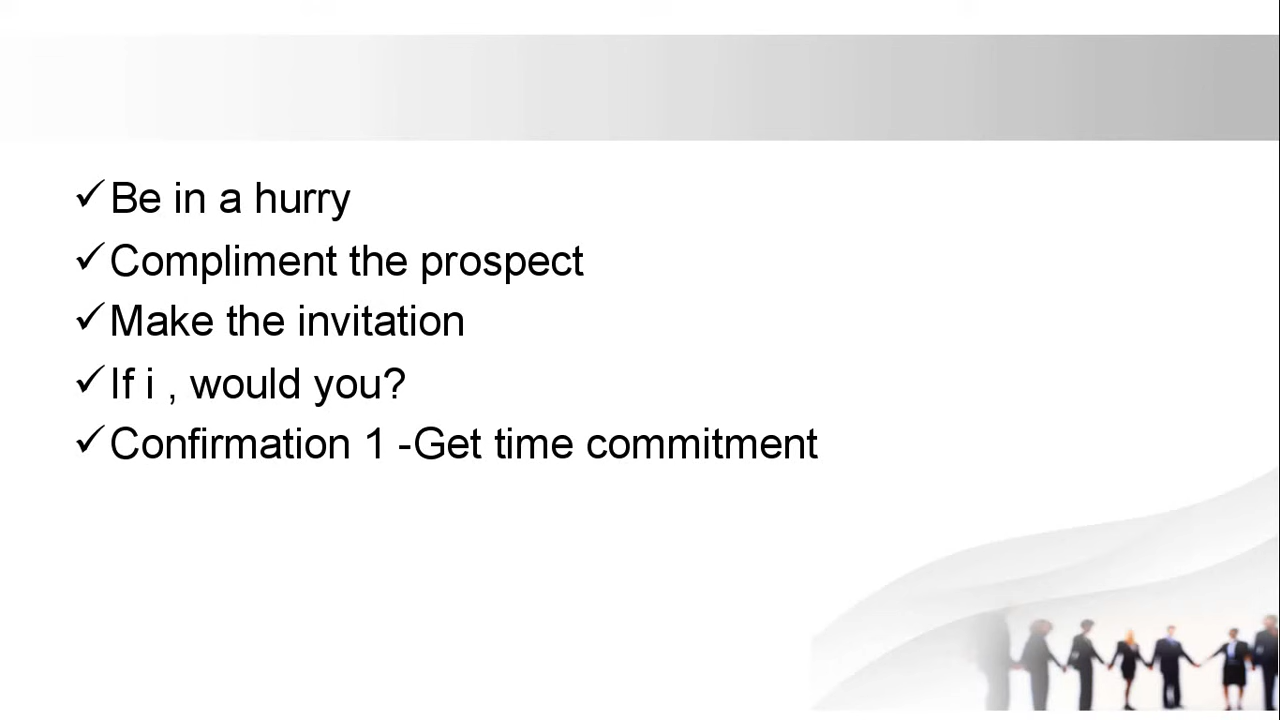 ✓Be in a hurry
✓Compliment the prospect
✓Make the invitation
✓If i , would you?
✓Confirmation 1 -Get time commitment